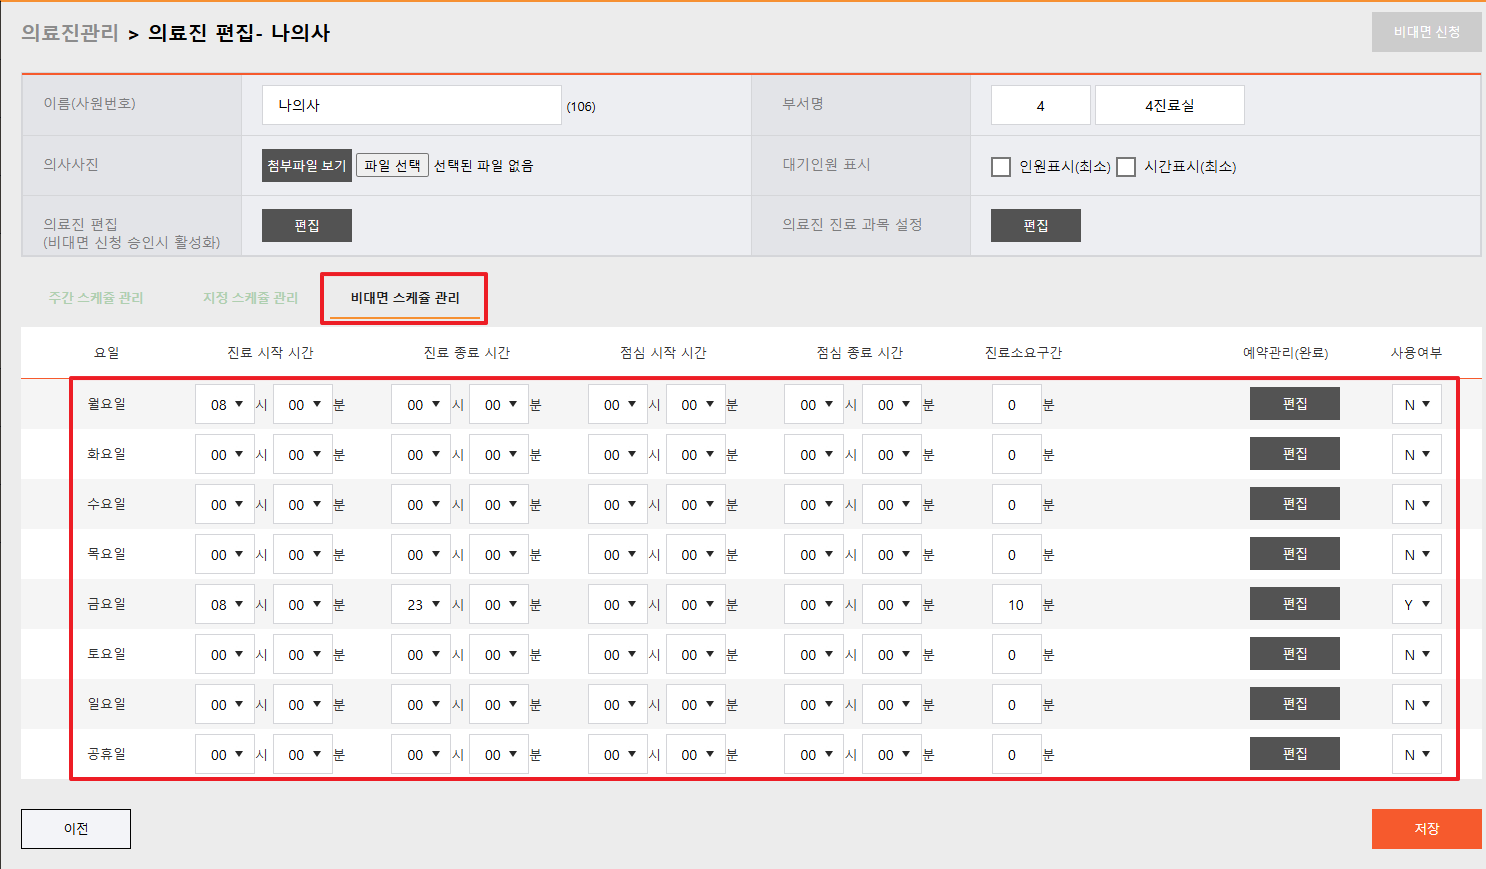 의료진관리 > 의료진 편집- 나의사
비대면 신청
이름(사원번호) 나의사 (106) 부서명 4 4진료실
의사사진 첨부파일 보기 파일 선택 선택된 파일 없음 대기인원 표시 인원표시(최소) 시간표시(최소)
의료진 편집
(비대면 신청 승인시 활성화)
편집 의료진 진료 과목 설정 편집
주간 스케쥴 관리 지정 스케쥴 관리 비대면 스케쥴 관리
요일 진료 시작 시간 진료 종료 시간 점심 시작 시간 점심 종료 시간 진료소요구간 예약관리(완료) 사용여부
월요일 08 시 00 분 00 시 00 분 00 시 00 분 00 시 00 분 0 분 편집 N
화요일 00 시 00 분 00 시 00 분 00 시 00 분 00 시 00 분 0 분 편집 N
수요일 00 시 00 분 00 시 00 분 00 시 00 분 00 시 00 분 0 분 편집 N
목요일 00 시 00 분 00 시 00 분 00 시 00 분 00 시 00 분 0 분 편집 N
금요일 08 시 00 분 23 시 00 분 00 시 00 분 00 시 00 분 10 분 편집 Y
토요일 00 시 00 분 00 시 00 분 00 시 00 분 00 시 00 분 0 분 편집 N
일요일 00 시 00 분 00 시 00 분 00 시 00 분 00 시 00 분 0 분 편집 N
공휴일 00 시 00 분 00 시 00 분 00 시 00 분 00 시 00 분 0 분 편집 N
이전 저장